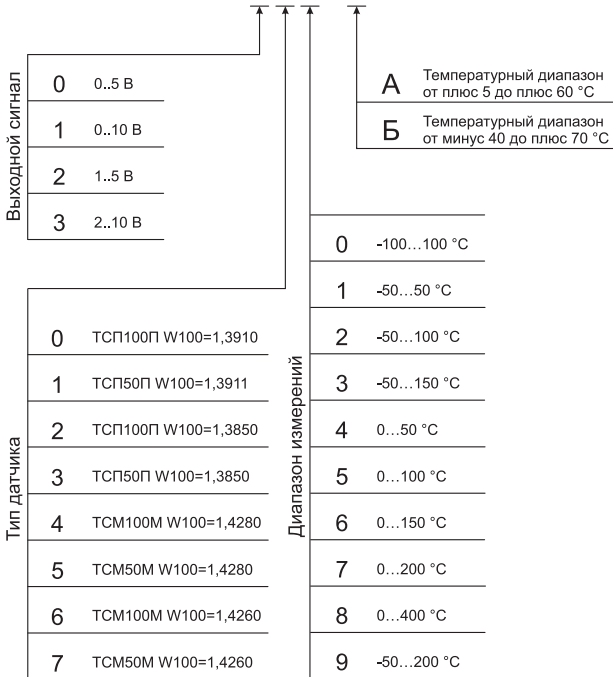 Выходной сигнал
0 0..5 В
1 0..10 В
2 1..5 В
3 2..10 В
А Температурный диапазон
от плюс 5 до плюс 60 °C
Б Температурный диапазон
от минус 40 до плюс 70 °C
Тип датчика
0 ТСП100П W100=1,3910
1 ТСП50П W100=1,3911
2 ТСП100П W100=1,3850
3 ТСП50П W100=1,3850
4 ТСМ100М W100=1,4280
5 ТСМ50М W100=1,4280
6 ТСМ100М W100=1,4260
7 ТСМ50М W100=1,4260
Диапазон измерений
0 -100...100 °C
1 -50...50 °C
2 -50...100 °C
3 -50...150 °C
4 0...50 °C
5 0...100 °C
6 0...150 °C
7 0...200 °C
8 0...400 °C
9 -50...200 °C